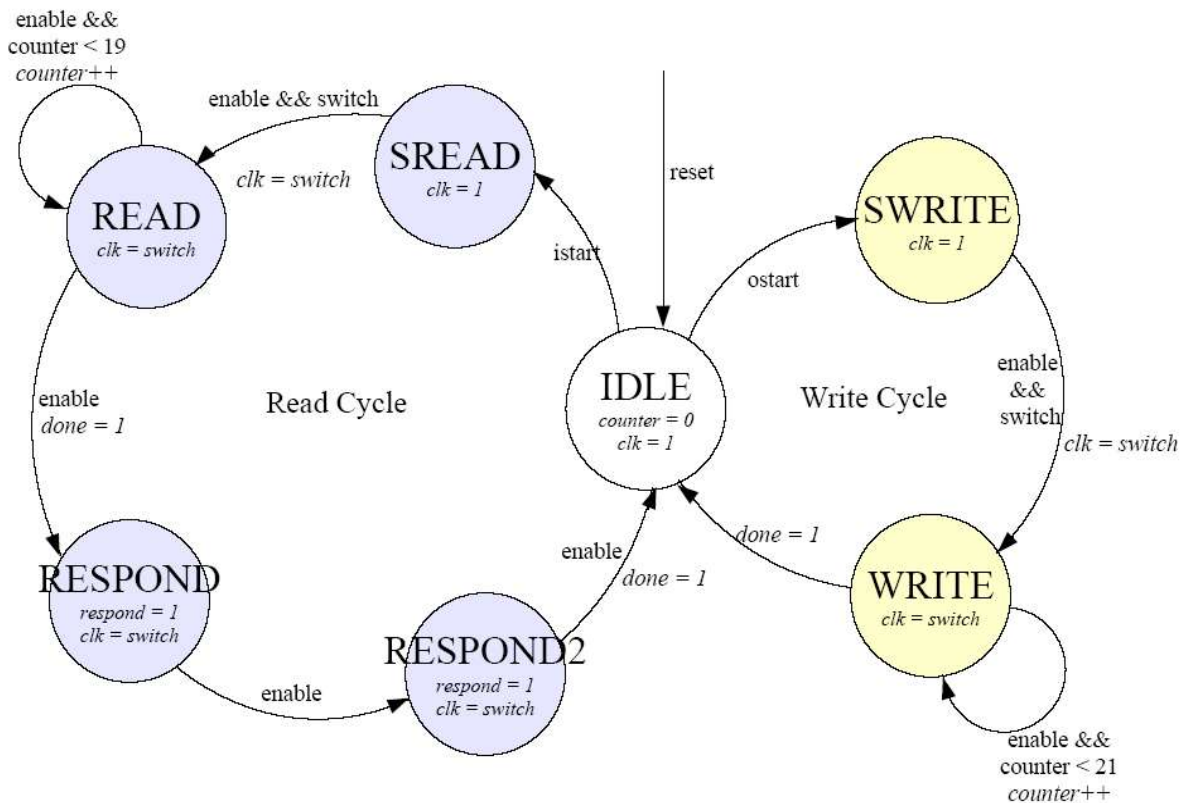 enable &&
counter < 19
counter++
enable && switch
clk = switch
READ
clk = switch
SREAD
clk = 1
istart
reset
ostart
SWRITE
clk = 1
enable
&&
switch
clk = switch
IDLE
counter = 0
clk = 1
Read Cycle
Write Cycle
enable
done = 1
RESPOND
respond = 1
clk = switch
enable
RESPOND2
respond = 1
clk = switch
enable
done = 1
done = 1
WRITE
clk = switch
enable &&
counter < 21
counter++